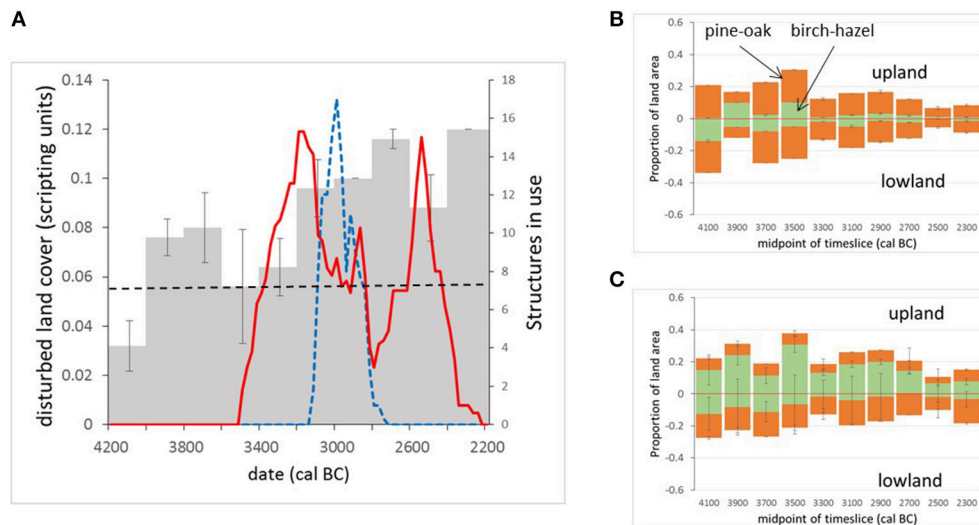 A
disturbed land cover (scripting units)
0.14
0.12
0.1
0.08
0.06
0.04
0.02
0
18
16
14
12
10
8
6
4
2
0
Structures in use
4200 3800 3400 3000 2600 2200
date (cal BC)
B
pine-oak
birch-hazel
Proportion of land area
0.6
0.4
0.2
0
-0.2
-0.4
-0.6
upland
lowland
4100 3900 3700 3500 3300 3100 2900 2700 2500 2300
midpoint of timeslice (cal BC)
C
Proportion of land area
0.6
0.4
0.2
0
-0.2
-0.4
-0.6
upland
lowland
4100 3900 3700 3500 3300 3100 2900 2700 2500 2300
midpoint of timeslice (cal BC)